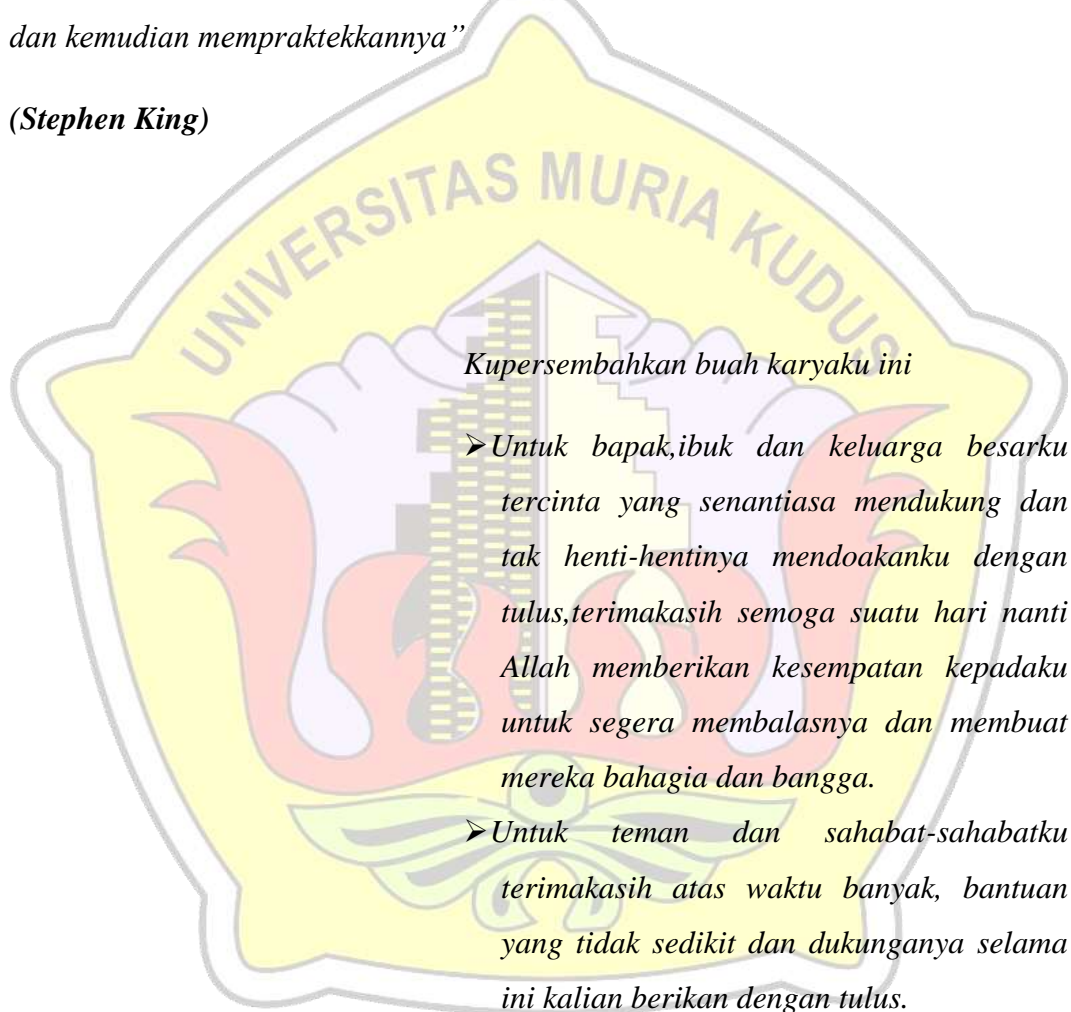 dan kemudian mempraktekkannya”
(Stephen King)
UNIVERSITAS MURIA KUDUS
Kupersembahkan buah karyaku ini
➢Untuk bapak,ibuk dan keluarga besarku
tercinta yang senantiasa mendukung dan
tak henti-hentinya mendoakanku dengan
tulus,terimakasih semoga suatu hari nanti
Allah memberikan kesempatan kepadaku
untuk segera membalasnya dan membuat
mereka bahagia dan bangga.
➢Untuk teman dan sahabat-sahabatku
terimakasih atas waktu banyak, bantuan
yang tidak sedikit dan dukunganya selama
ini kalian berikan dengan tulus.